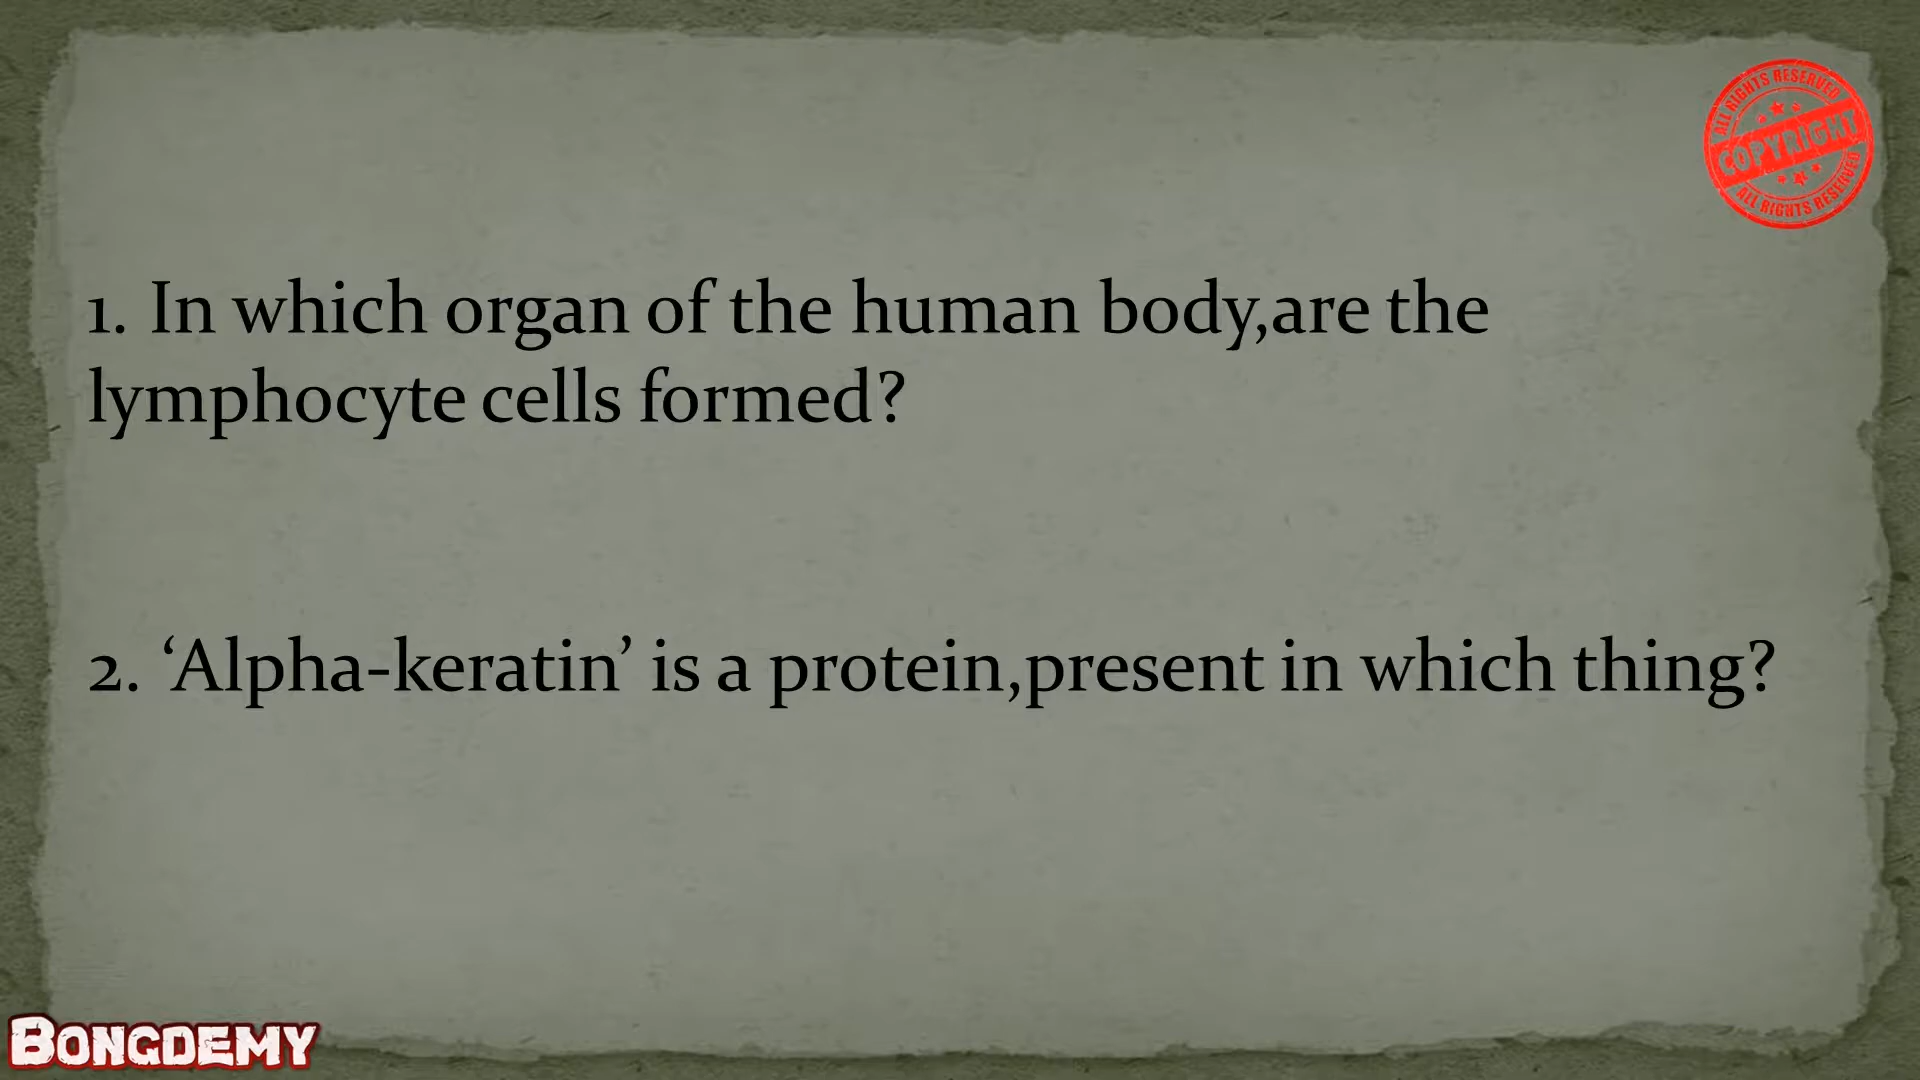 ALL RIGHTS RESERVED
COPYRIGHT
ALL RIGHTS RESERVED
1. In which organ of the human body,are the
lymphocyte cells formed?
2. ‘Alpha-keratin’ is a protein,present in which thing?
BONGDEMY